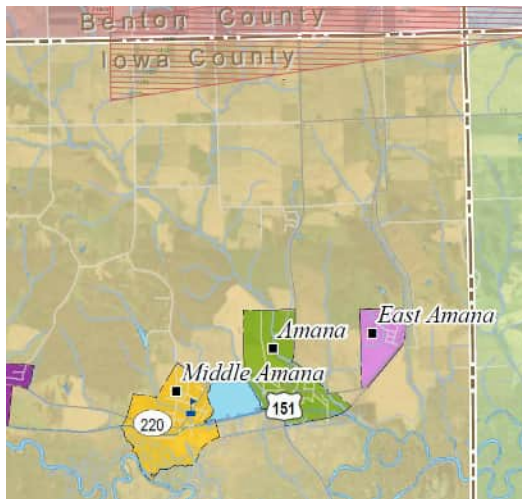 Benton County
Iowa County
East Amana
Amana
Middle Amana
151
220